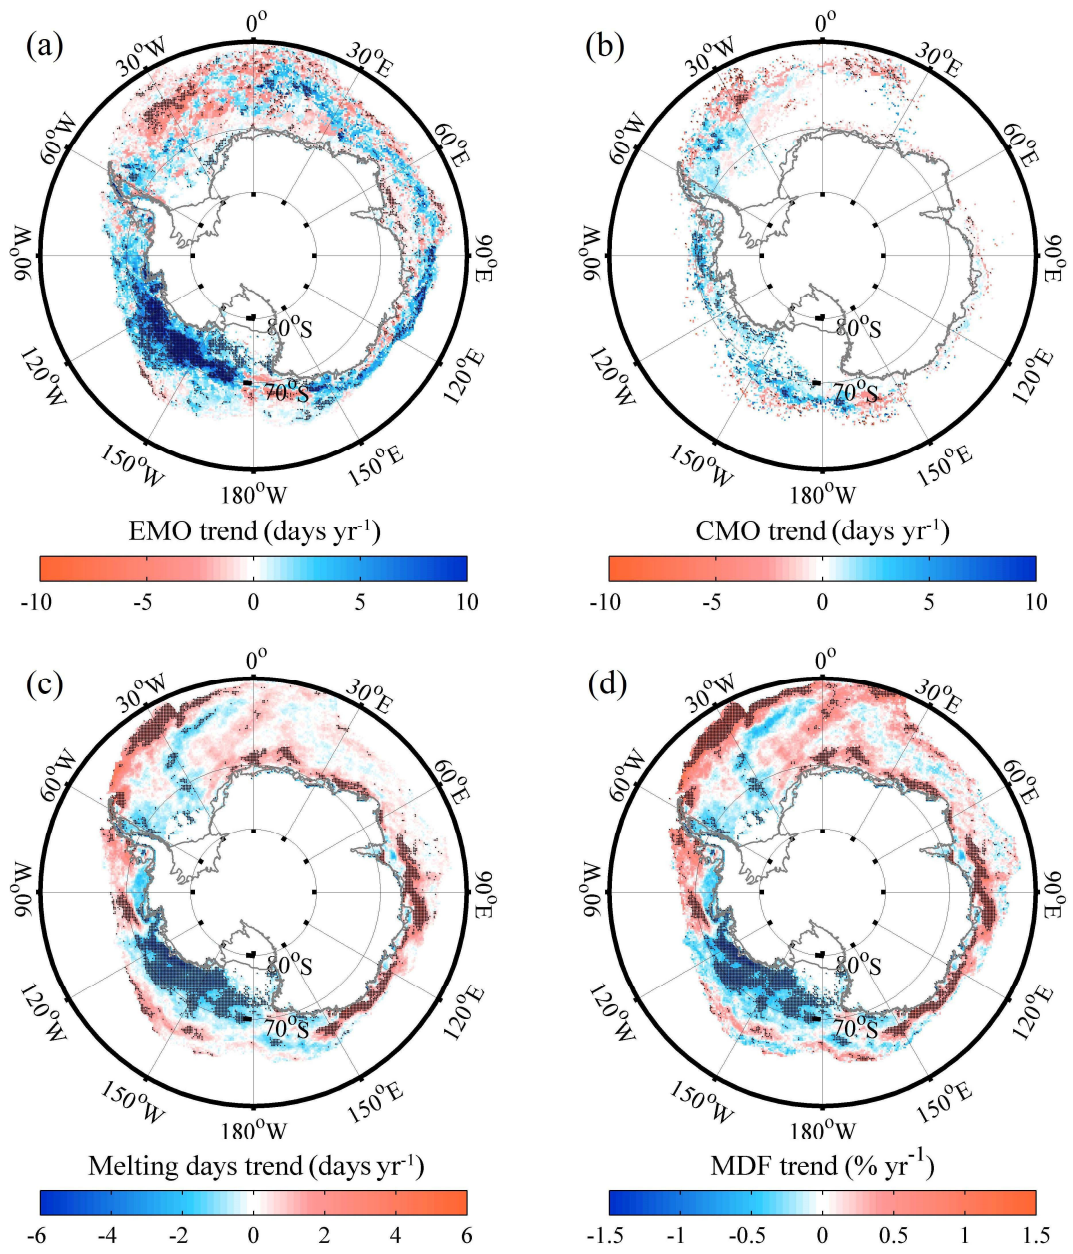 (a)
0°
30°W
30°E
60°W
60°E
90°W
90°E
80°S
70°S
120°W
120°E
150°W
150°E
180°W
EMO trend (days yr-1)
-10 -5 0 5 10
(b)
0°
30°W
30°E
60°W
60°E
90°W
90°E
80°S
70°S
120°W
120°E
150°W
150°E
180°W
CMO trend (days yr-1)
-10 -5 0 5 10
(c)
0°
30°W
30°E
60°W
60°E
90°W
90°E
80°S
70°S
120°W
120°E
150°W
150°E
180°W
Melting days trend (days yr-1)
-6 -4 -2 0 2 4 6
(d)
0°
30°W
30°E
60°W
60°E
90°W
90°E
80°S
70°S
120°W
120°E
150°W
150°E
180°W
MDF trend (% yr-1)
-1.5 -1 -0.5 0 0.5 1 1.5